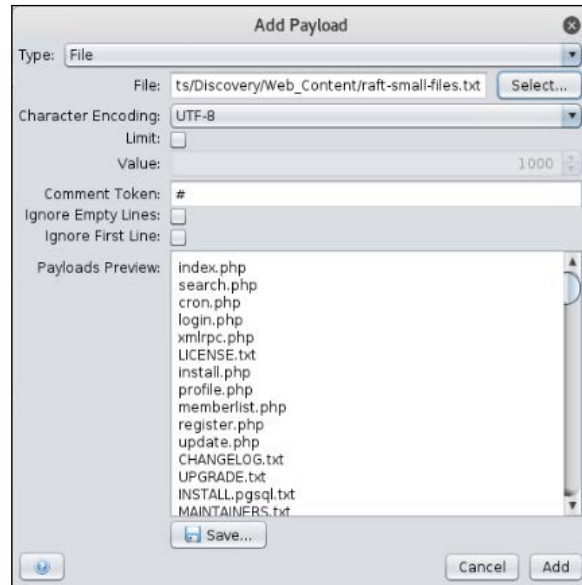 Add Payload
Type: File
File: ts/Discovery/Web_Content/raft-small-files.txt Select...
Character Encoding: UTF-8
Limit:
Value: 1000
Comment Token: #
Ignore Empty Lines:
Ignore First Line:
Payloads Preview: index.php
search.php
cron.php
login.php
xmlrpc.php
LICENSE.txt
install.php
profile.php
memberlist.php
register.php
update.php
CHANGELOG.txt
UPGRADE.txt
INSTALL.pgsql.txt
MAINTAINERS.txt
Save...
Cancel Add